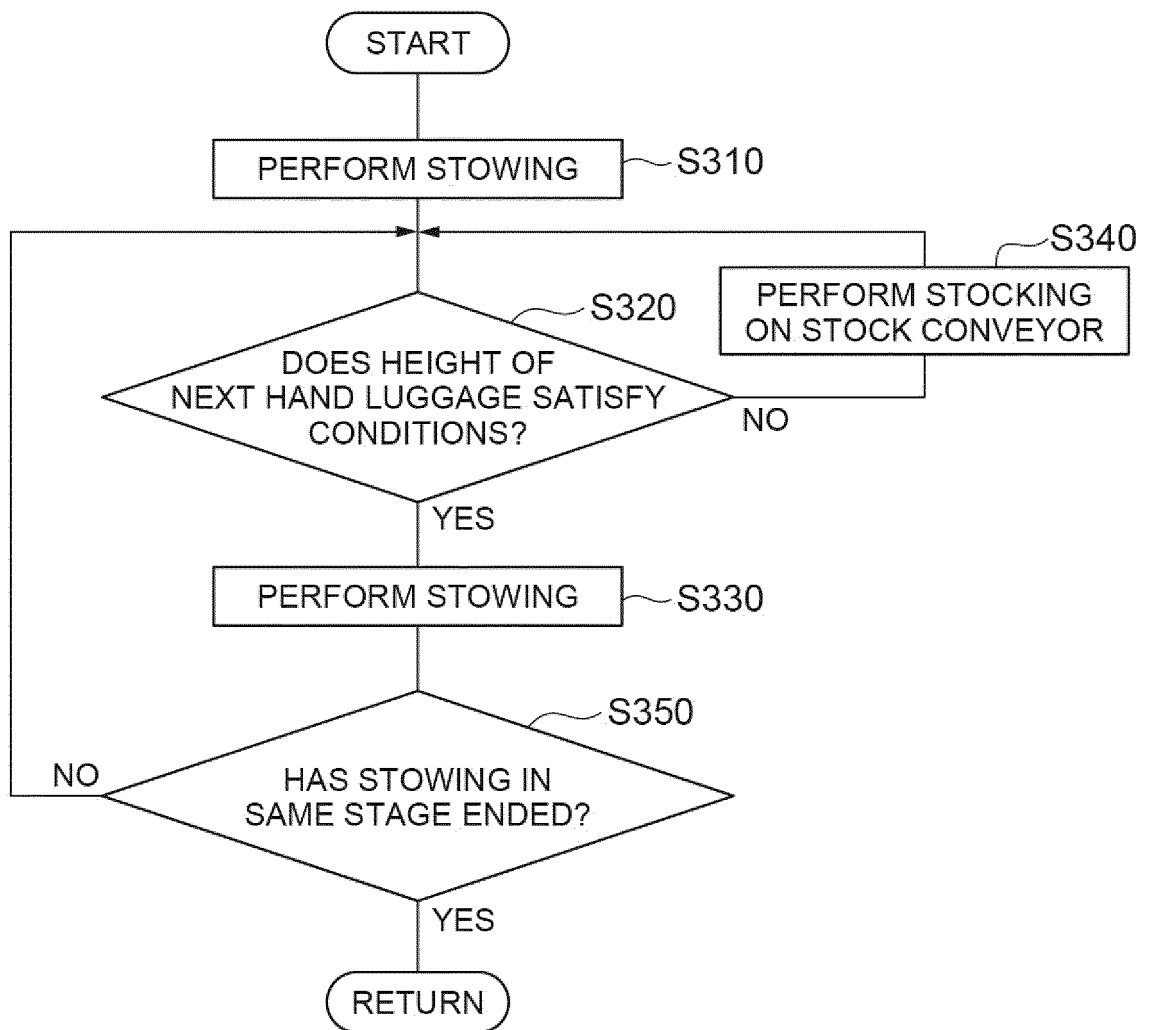 START
PERFORM STOWING
S310
S340
PERFORM STOCKING
ON STOCK CONVEYOR
S320
DOES HEIGHT OF
NEXT HAND LUGGAGE SATISFY
CONDITIONS?
NO
YES
PERFORM STOWING
S330
S350
NO
HAS STOWING IN
SAME STAGE ENDED?
YES
RETURN